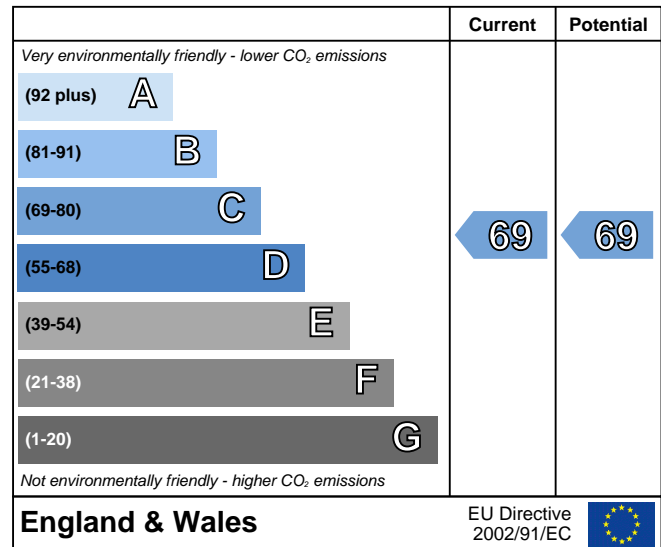 Current Potential
Very environmentally friendly - lower CO₂ emissions
(92 plus) A
(81-91) B
(69-80) C
(55-68) D
(39-54) E
(21-38) F
(1-20) G
69 69
Not environmentally friendly - higher CO₂ emissions
England & Wales
EU Directive
2002/91/EC